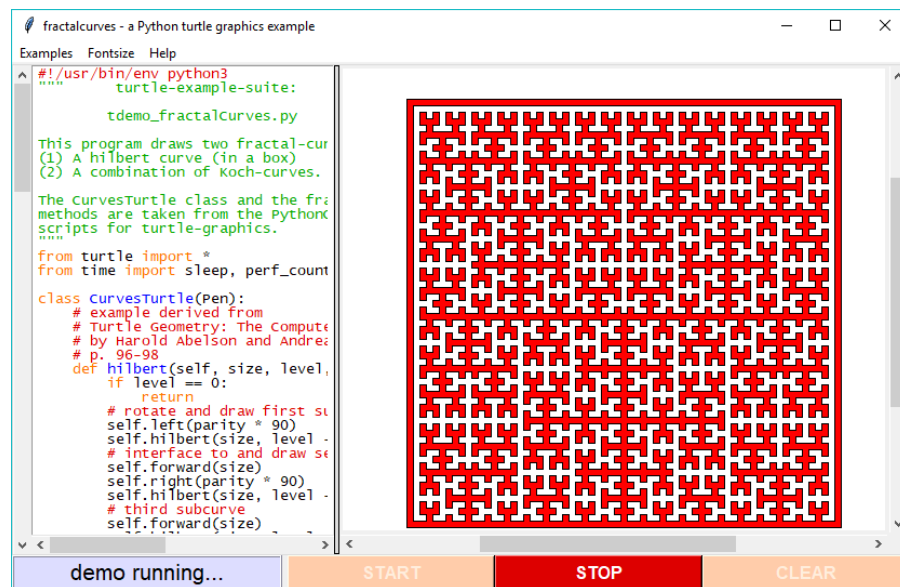 fractalcurves - a Python turtle graphics example
Examples Fontsize Help
#!/usr/bin/env python3
"""      turtle-example-suite:
        tdemo_fractalCurves.py
This program draws two fractal-cur
(1) A hilbert curve (in a box)
(2) A combination of Koch-curves.
The CurvesTurtle class and the fra
methods are taken from the PythonC
scripts for turtle-graphics.
"""
from turtle import *
from time import sleep, perf_count
class CurvesTurtle(Pen):
    # example derived from
    # Turtle Geometry: The Compute
    # by Harold Abelson and Andrea
    # p. 96-98
    def hilbert(self, size, level,
        if level == 0:
            return
        # rotate and draw first su
        self.left(parity * 90)
        self.hilbert(size, level -
        # interface to and draw se
        self.forward(size)
        self.right(parity * 90)
        self.hilbert(size, level -
        # third subcurve
        self.forward(size)
demo running... START STOP CLEAR